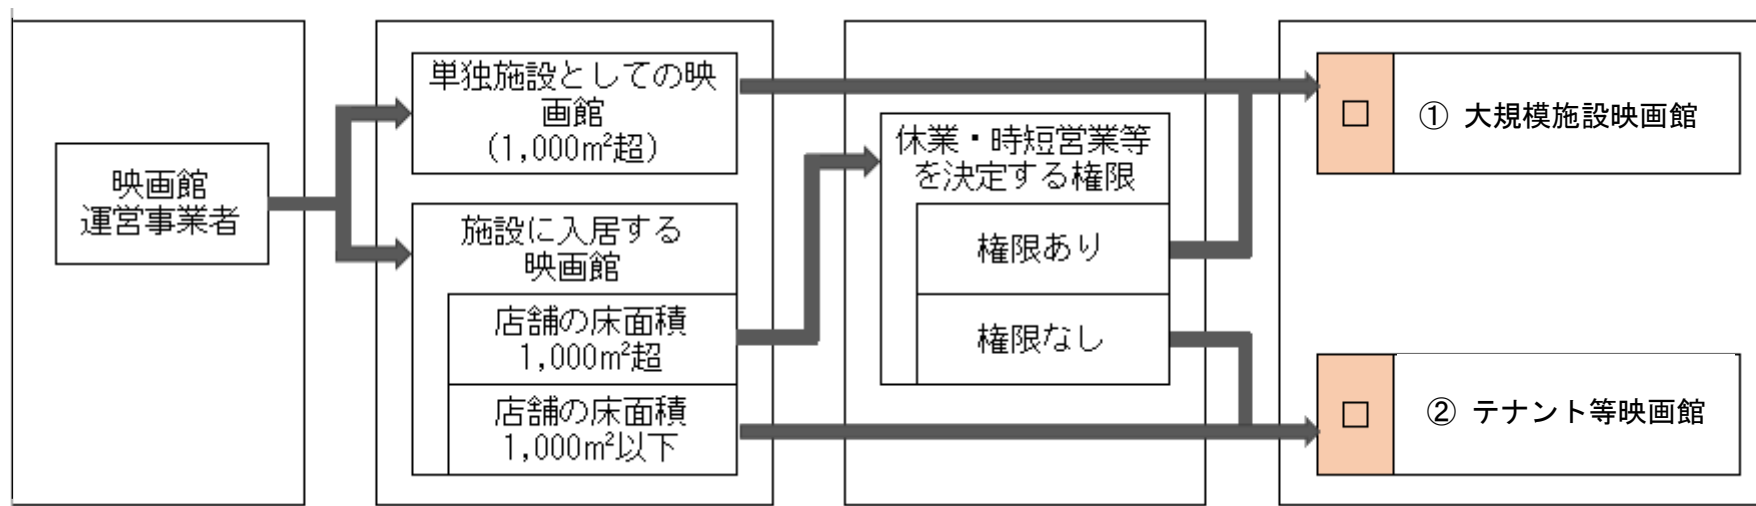 映画館
運営事業者
単独施設としての映
画館
(1,000㎡超)
施設に入居する
映画館
店舗の床面積
1,000㎡超
店舗の床面積
1,000㎡以下
休業・時短営業等
を決定する権限
権限あり
権限なし
□ ① 大規模施設映画館
□ ② テナント等映画館